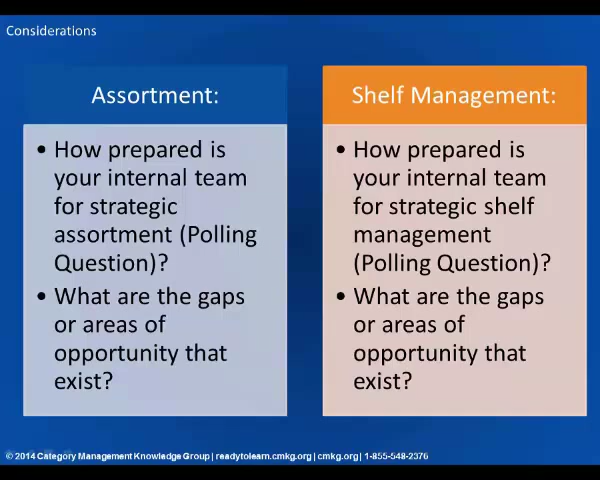 Considerations
Assortment:
• How prepared is
your internal team
for strategic
assortment (Polling
Question)?
• What are the gaps
or areas of
opportunity that
exist?
Shelf Management:
• How prepared is
your internal team
for strategic shelf
management
(Polling Question)?
• What are the gaps
or areas of
opportunity that
exist?
© 2014 Category Management Knowledge Group | readytolearn.cmkg.org | cmkg.org | 1-855-548-2376